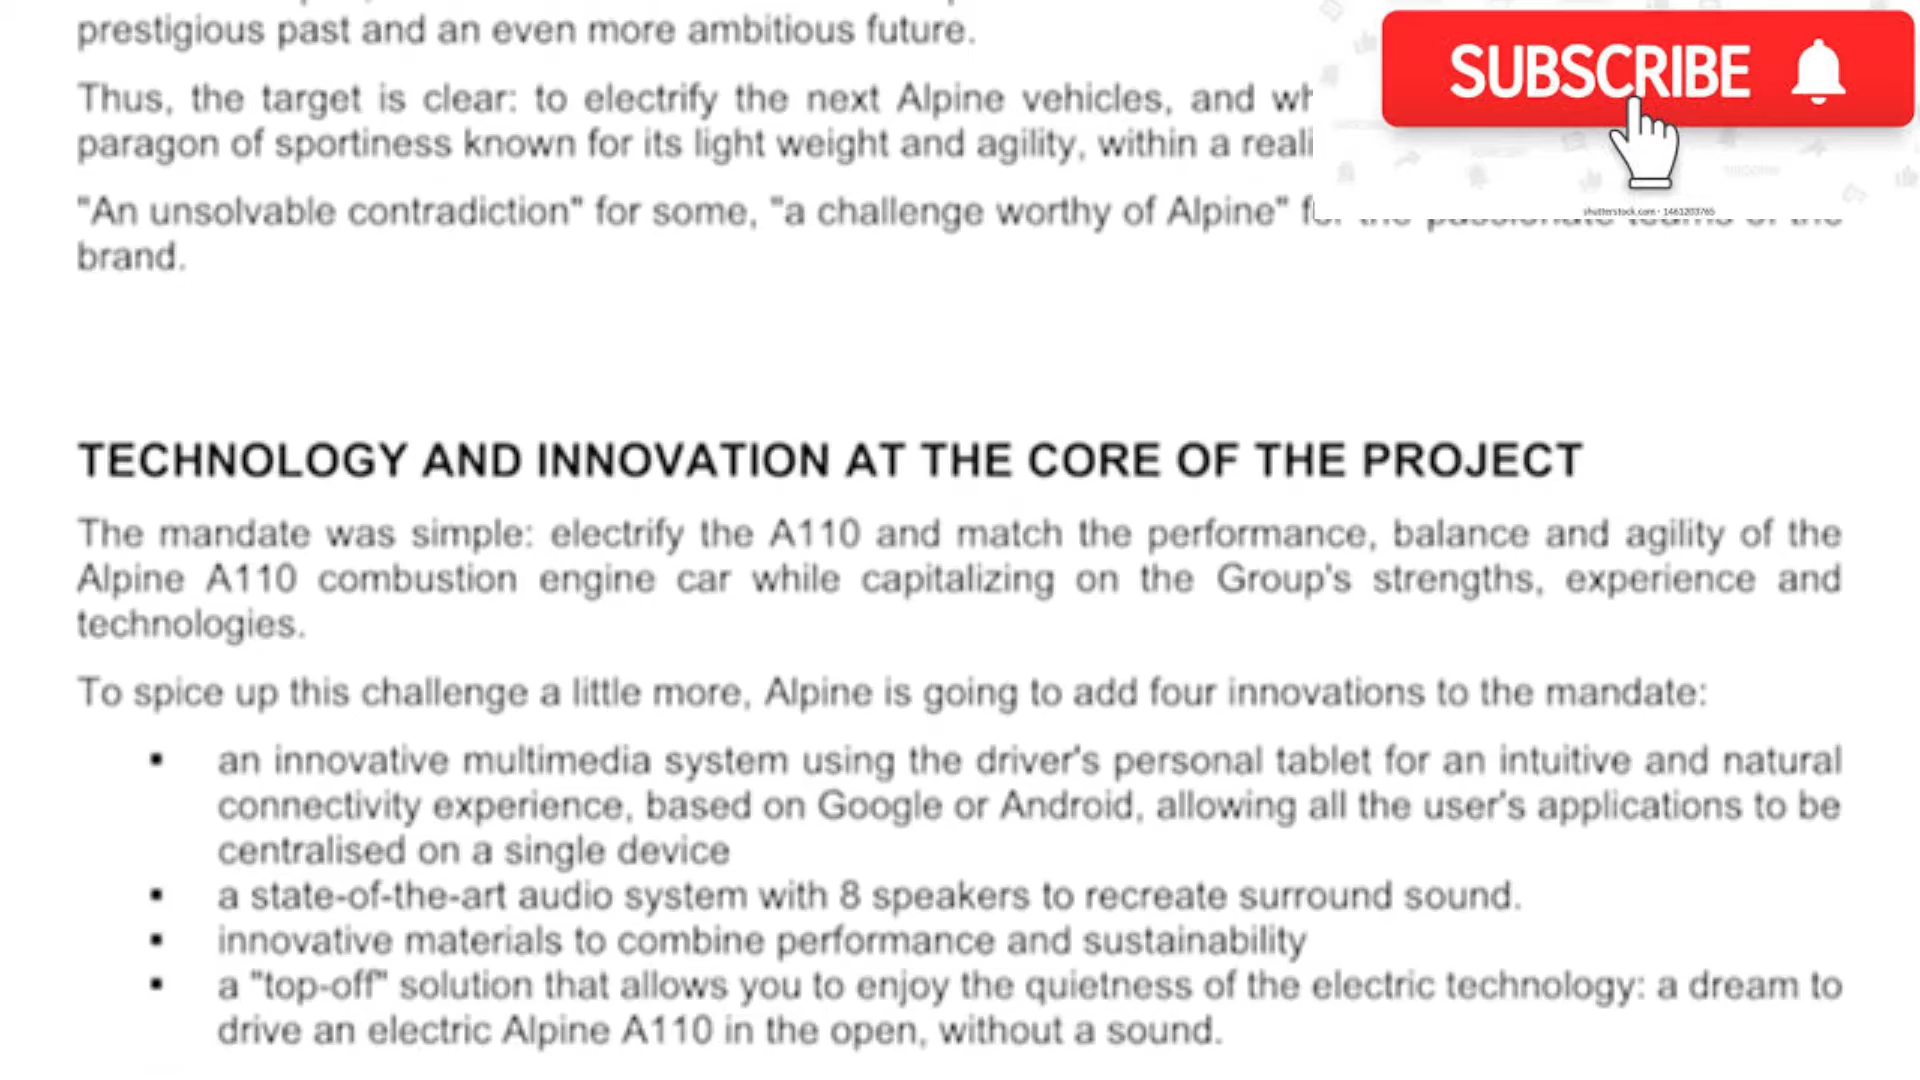 prestigious past and an even more ambitious future.
Thus, the target is clear: to electrify the next Alpine vehicles, and
paragon of sportiness known for its light weight and agility, within a
"An unsolvable contradiction" for some, "a challenge worthy of Alpine" for the passionate teams of the
brand.
SUBSCRIBE
shutterstock.com · 1461203765
TECHNOLOGY AND INNOVATION AT THE CORE OF THE PROJECT
The mandate was simple: electrify the A110 and match the performance, balance and agility of the
Alpine A110 combustion engine car while capitalizing on the Group's strengths, experience and
technologies.
To spice up this challenge a little more, Alpine is going to add four innovations to the mandate:
▪ an innovative multimedia system using the driver's personal tablet for an intuitive and natural
connectivity experience, based on Google or Android, allowing all the user's applications to be
centralised on a single device
▪ a state-of-the-art audio system with 8 speakers to recreate surround sound.
▪ innovative materials to combine performance and sustainability
▪ a "top-off" solution that allows you to enjoy the quietness of the electric technology: a dream to
drive an electric Alpine A110 in the open, without a sound.